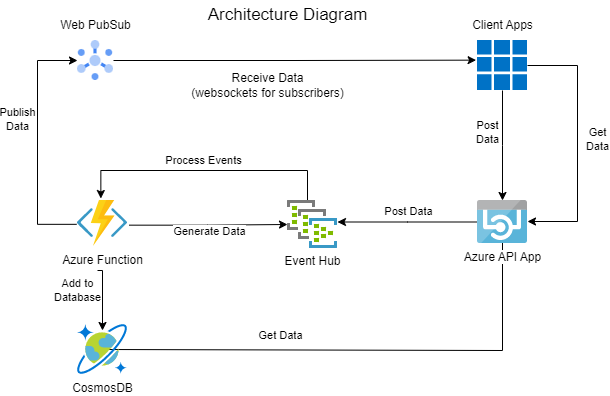 Architecture Diagram
Web PubSub
Client Apps
Receive Data
(websockets for subscribers)
Publish
Data
Post
Data
Get
Data
Process Events
Post Data
Generate Data
Azure Function
Event Hub
Azure API App
Add to
Database
Get Data
CosmosDB